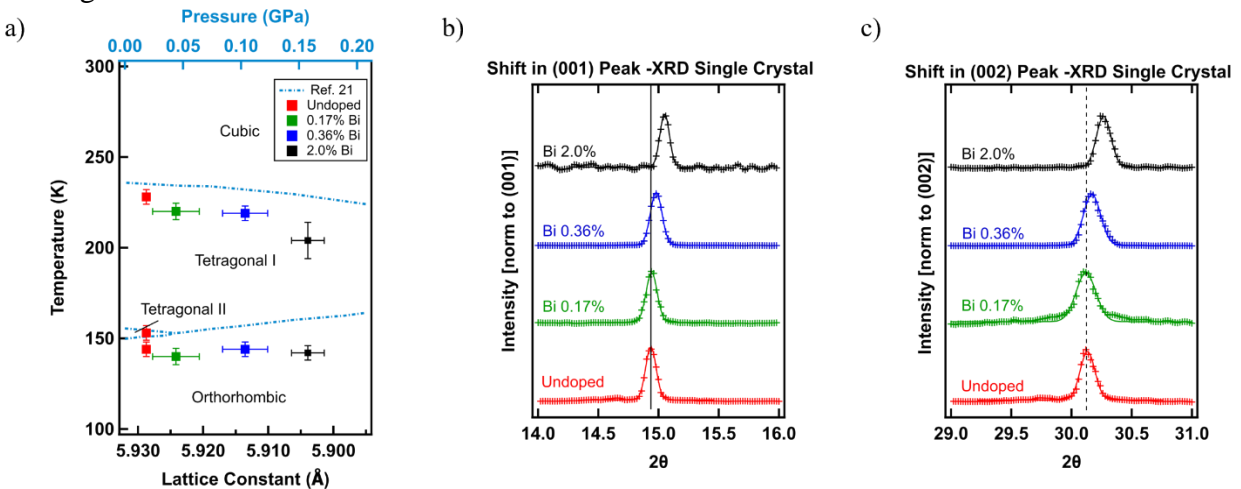 a)
Pressure (GPa)
0.00 0.05 0.10 0.15 0.20
300
250
200
150
100
Temperature (K)
Ref. 21
Undoped
0.17% Bi
0.36% Bi
2.0% Bi
Cubic
Tetragonal I
Tetragonal II
Orthorhombic
5.930 5.920 5.910 5.900
Lattice Constant (Å)
b)
Shift in (001) Peak -XRD Single Crystal
Intensity [norm to (001)]
Bi 2.0%
Bi 0.36%
Bi 0.17%
Undoped
14.0 14.5 15.0 15.5 16.0
2θ
c)
Shift in (002) Peak -XRD Single Crystal
Intensity [norm to (002)]
Bi 2.0%
Bi 0.36%
Bi 0.17%
Undoped
29.0 29.5 30.0 30.5 31.0
2θ